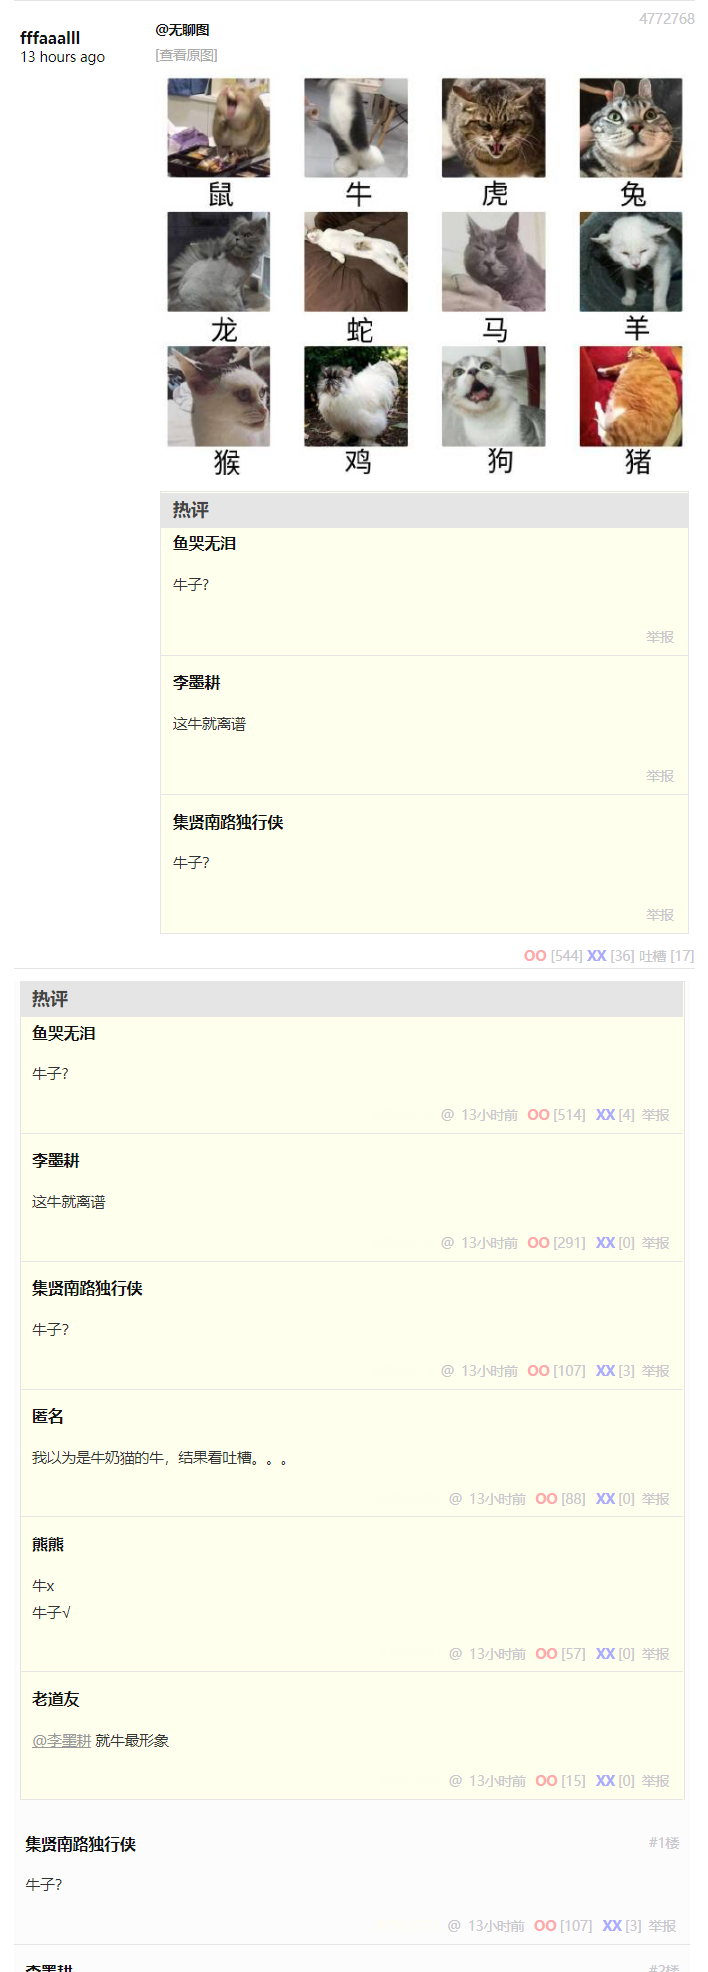 4772768
fffaaalll
@无聊图
13 hours ago
[查看原图]
鼠 牛 虎 兔
龙 蛇 马 羊
猴 鸡 狗 猪
热评
鱼哭无泪
牛子?
举报
李墨耕
这牛就离谱
举报
集贤南路独行侠
牛子?
举报
OO [544] XX [36] 吐槽 [17]
热评
鱼哭无泪
牛子?
@ 13小时前 OO [514] XX [4] 举报
李墨耕
这牛就离谱
@ 13小时前 OO [291] XX [0] 举报
集贤南路独行侠
牛子?
@ 13小时前 OO [107] XX [3] 举报
匿名
我以为是牛奶猫的牛，结果看吐槽。。。
@ 13小时前 OO [88] XX [0] 举报
熊熊
牛x
牛子√
@ 13小时前 OO [57] XX [0] 举报
老道友
@李墨耕 就牛最形象
@ 13小时前 OO [15] XX [0] 举报
集贤南路独行侠 #1楼
牛子?
@ 13小时前 OO [107] XX [3] 举报
李墨耕 #2楼